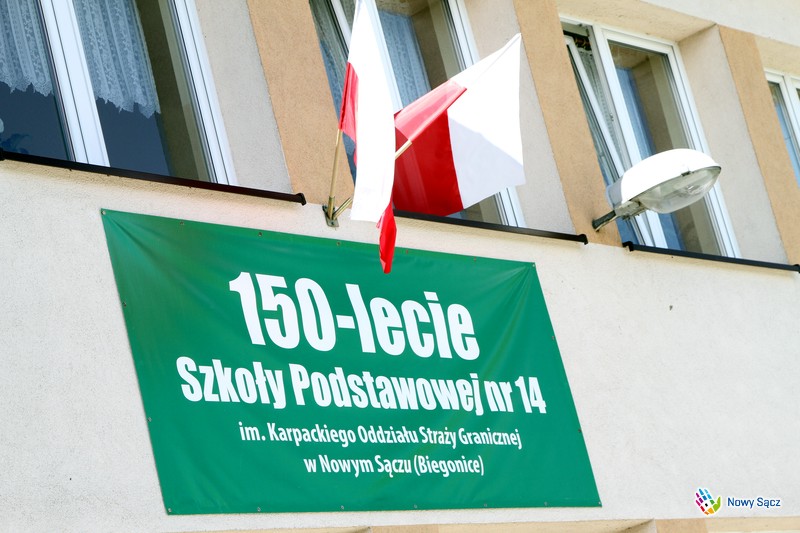 150-lecie
Szkoły Podstawowej nr 14
im. Karpackiego Oddziału Straży Granicznej
w Nowym Sączu (Biegonice)
Nowy Sącz